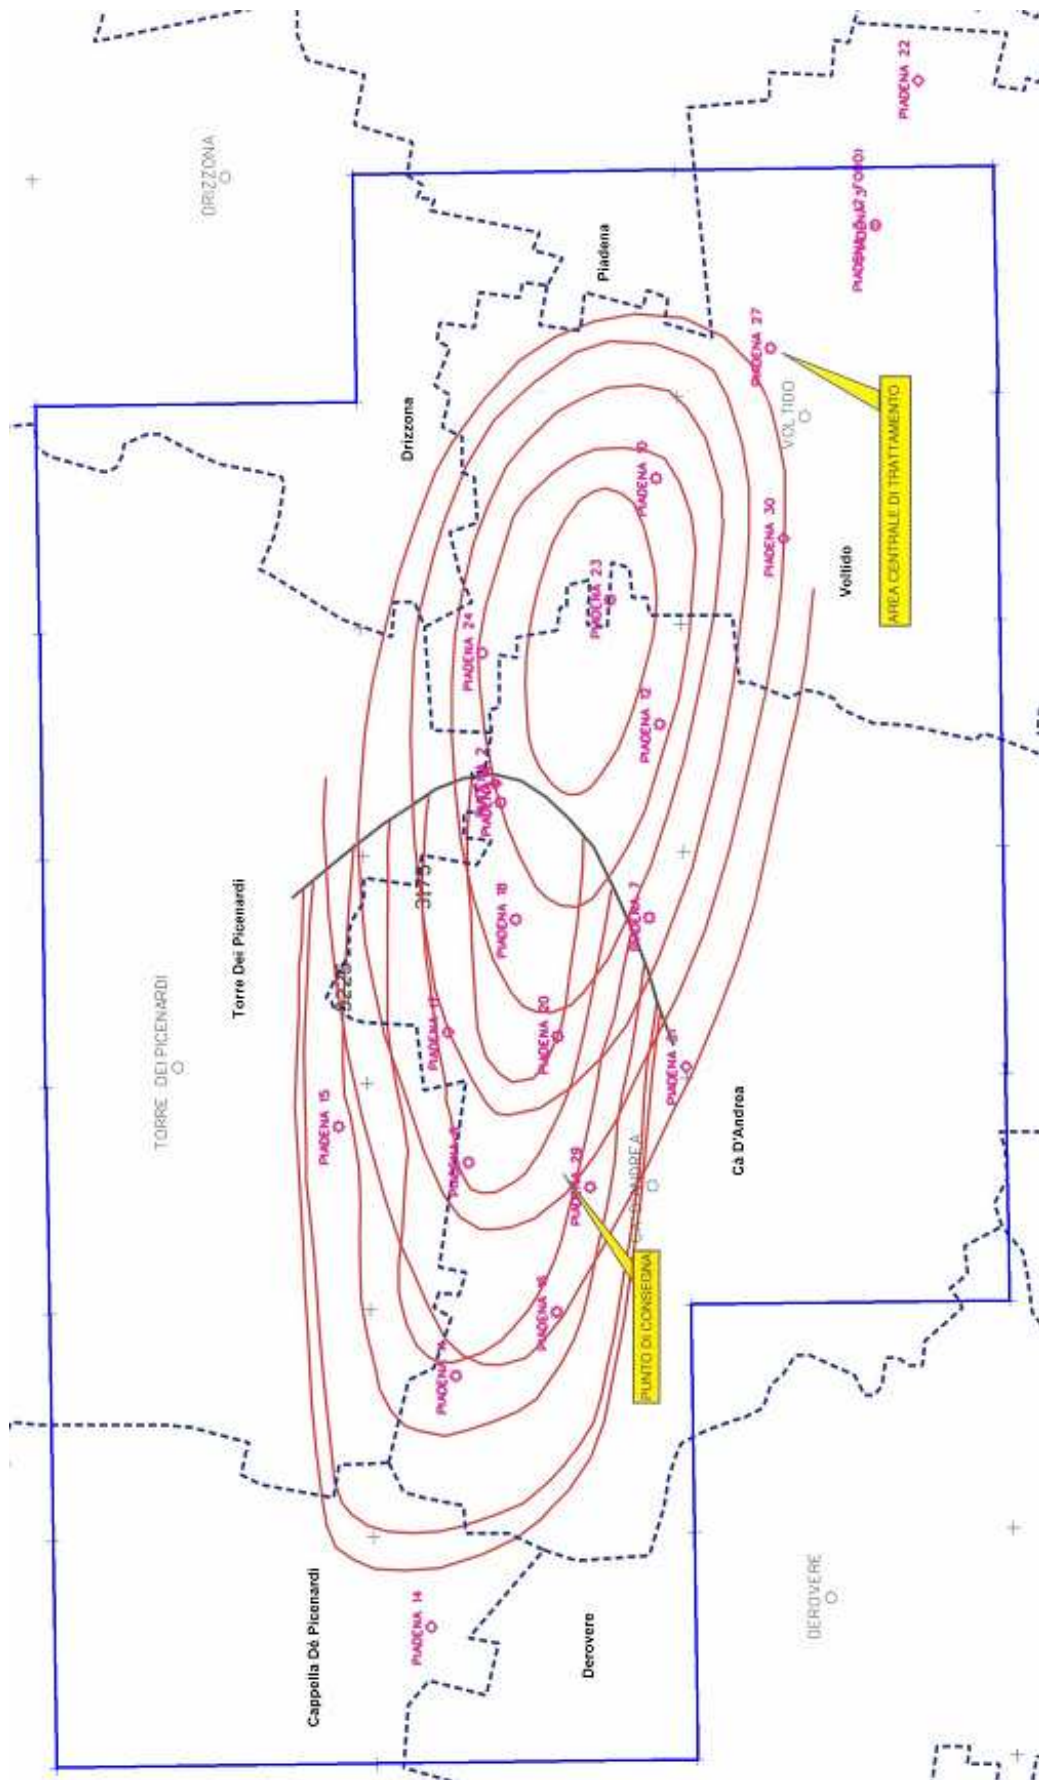 PIADENA 22
DRIZZONA
Piadena
PIADENA 27
VOLTIDO
AREA CENTRALE DI TRATTAMENTO
Drizzona
PIADENA 10
PIADENA 30
Voltido
PIADENA 23
PIADENA 24
PIADENA 12
3175
Torre Dei Picenardi
PIADENA 18
PIADENA 7
TORRE DEI PICENARDI
PIADENA 20
PIADENA 15
Cà D'Andrea
PIADENA 29
PIADENA 16
PUNTO DI CONSEGNA
Cappella Dè Picenardi
PIADENA 14
Derovere
DEROVERE